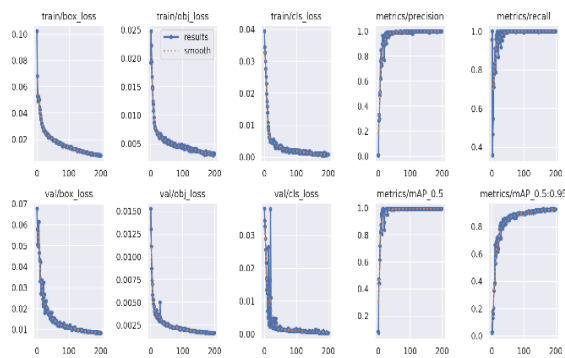 train/box_loss
train/obj_loss
train/cls_loss
metrics/precision
metrics/recall
0.10
0.08
0.06
0.04
0.02
0.025
0.020
0.015
0.010
0.005
results
smooth
0.04
0.03
0.02
0.01
0.00
1.0
0.8
0.6
0.4
0.2
0.0
1.0
0.8
0.6
0.4
0 100 200
0 100 200
0 100 200
0 100 200
0 100 200
val/box_loss
val/obj_loss
val/cls_loss
metrics/mAP_0.5
metrics/mAP_0.5:0.95
0.07
0.06
0.05
0.04
0.03
0.02
0.01
0.0150
0.0125
0.0100
0.0075
0.0050
0.0025
0.03
0.02
0.01
0.00
1.0
0.8
0.6
0.4
0.2
0.8
0.6
0.4
0.2
0.0
0 100 200
0 100 200
0 100 200
0 100 200
0 100 200